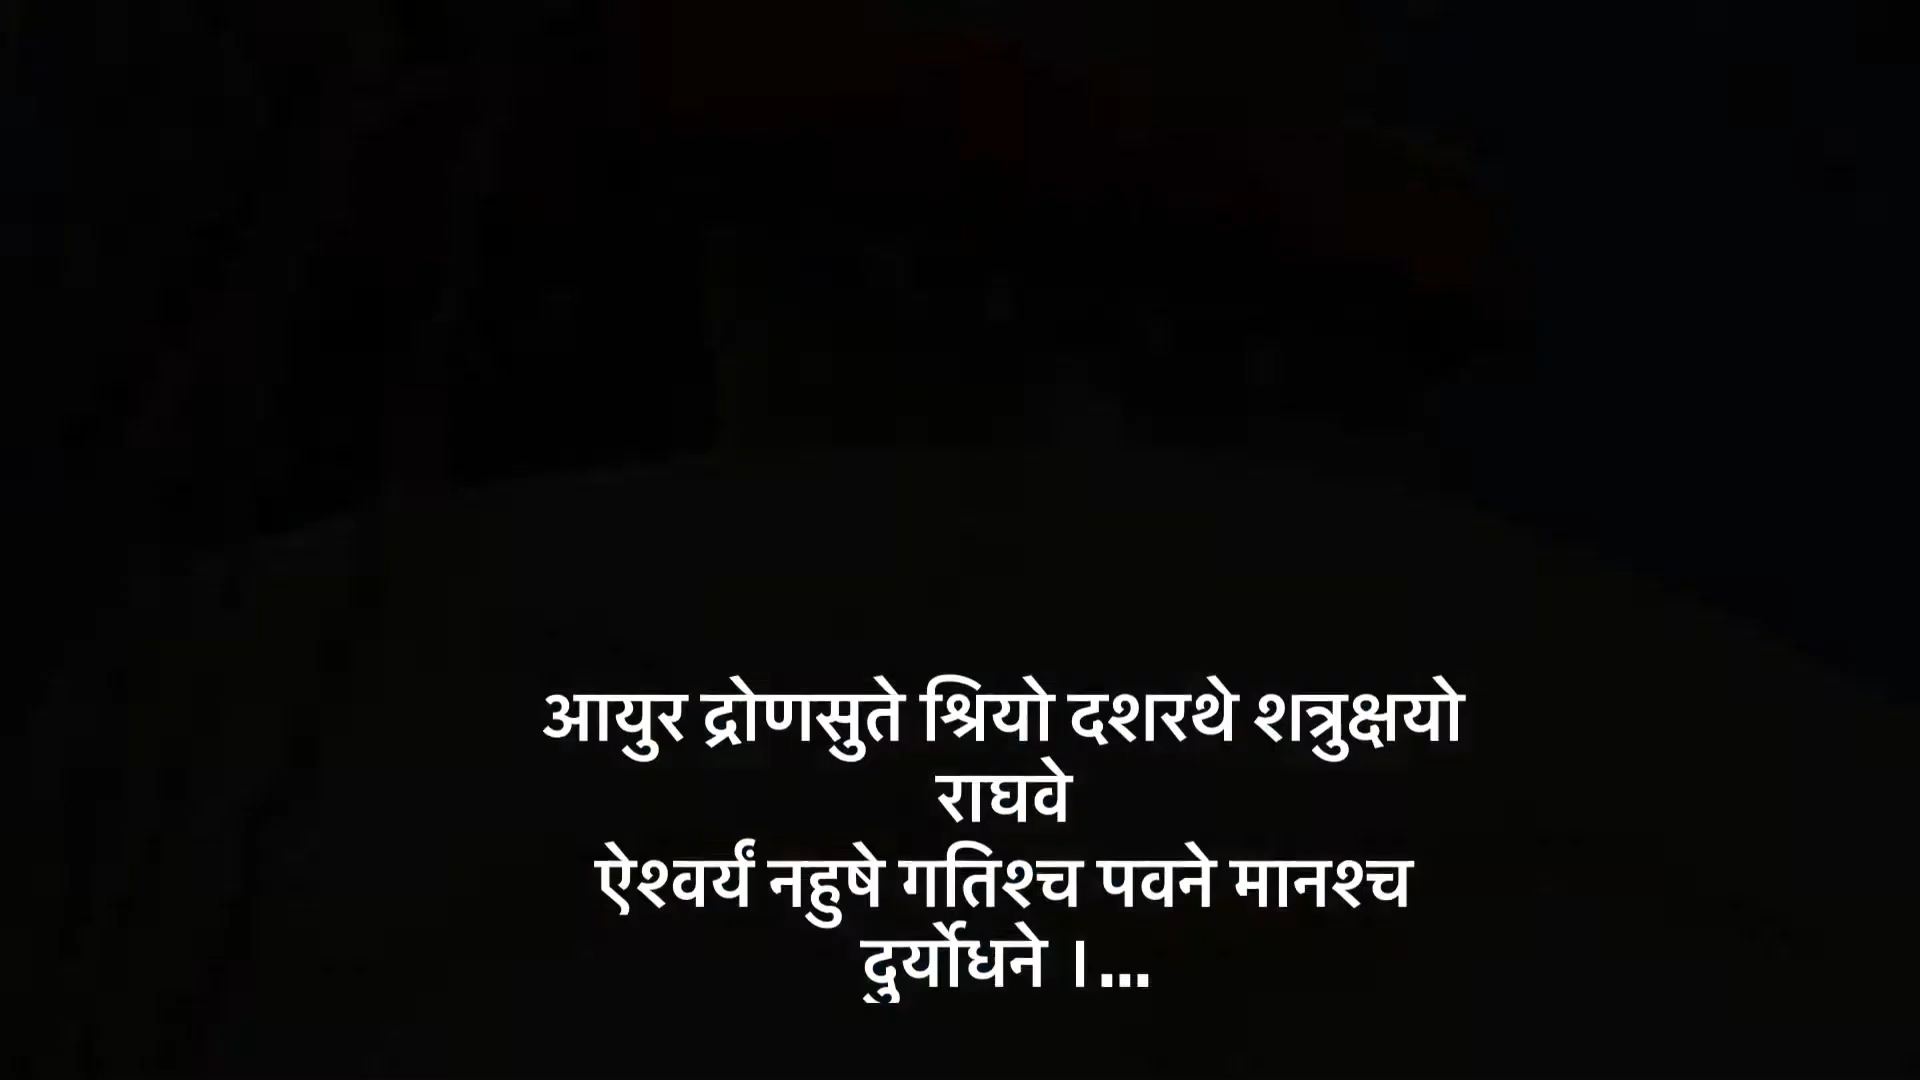 आयुर द्रोणसुते श्रियो दशरथे शत्रुक्षयो
राघवे
ऐश्वर्यं नहुषे गतिश्च पवने मानश्च
दुर्योधने ।...